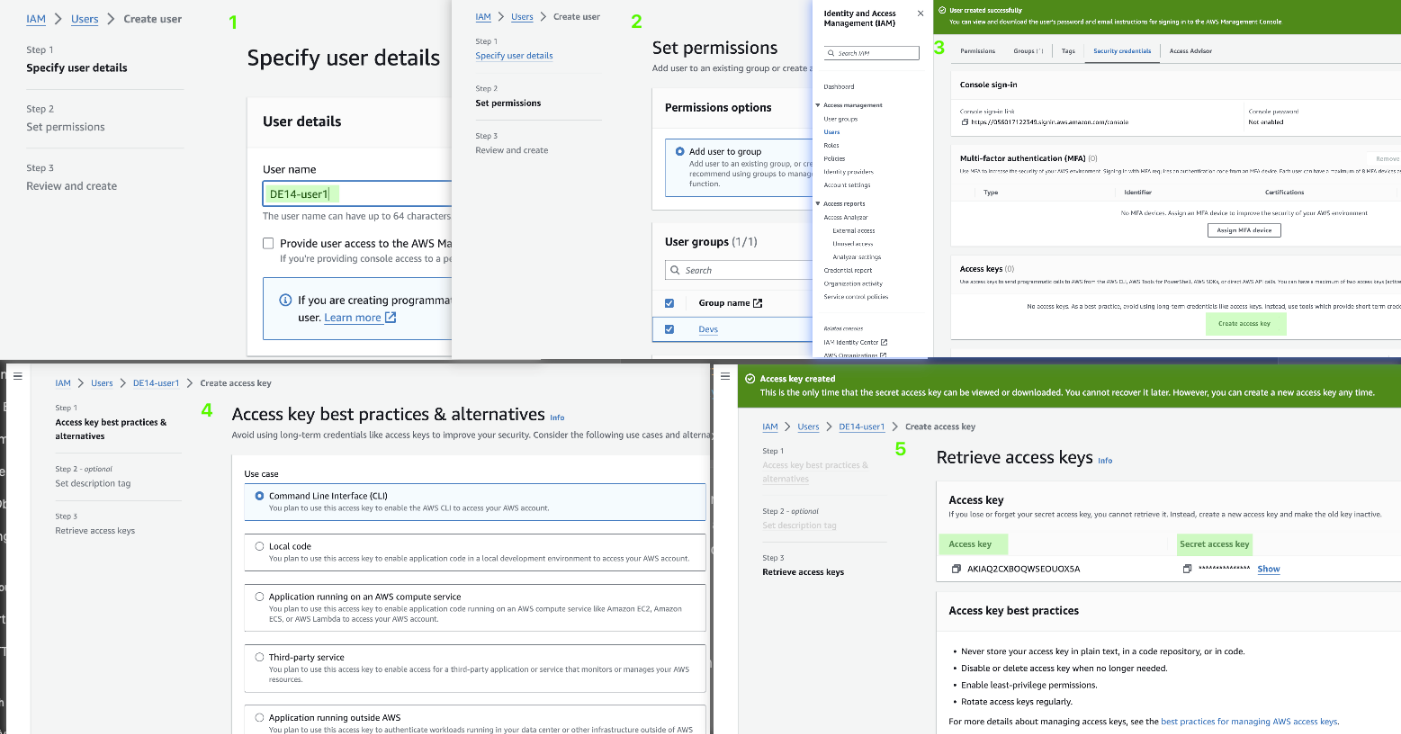 IAM > Users > Create user
1
Step 1
Specify user details
Step 2
Set permissions
Step 3
Review and create
Specify user details
User details
User name
DE14-user1
The user name can have up to 64 characters
Provide user access to the AWS Ma
If you're providing console access to a pe
If you are creating programma
user. Learn more
IAM > Users > Create user
2
Step 1
Specify user details
Step 2
Set permissions
Step 3
Review and create
Set permissions
Add user to an existing group or create a
Permissions options
Add user to group
Add user to an existing group, or cre
recommend using groups to manag
function.
User groups (1/1)
Search
Group name
Devs
Identity and Access
Management (IAM)
Search IAM
Dashboard
Access management
User groups
Users
Roles
Policies
Identity providers
Account settings
Access reports
Access Analyzer
External access
Unused access
Analyzer settings
Credential report
Organization activity
Service control policies
Related consoles
IAM Identity Center
AWS Organizations
User created successfully
You can view and download the user's password and email instructions for signing in to the AWS Management Console.
3
Permissions Groups (1) Tags Security credentials Access Advisor
Console sign-in
Console sign-in link
.signin.aws.amazon.com/console
Console password
Not enabled
Multi-factor authentication (MFA) (0)
Remove
Use MFA to increase the security of your AWS environment. Signing in with MFA requires an authentication code from an MFA device. Each user can have a maximum of 8 MFA devices as
Type Identifier Certifications
No MFA devices. Assign an MFA device to improve the security of your AWS environment
Assign MFA device
Access keys (0)
Use access keys to send programmatic calls to AWS from the AWS CLI, AWS Tools for PowerShell, AWS SDKs, or direct AWS API calls. You can have a maximum of two access keys (active
No access keys. As a best practice, avoid using long-term credentials like access keys. Instead, use tools which provide short term cred
Create access key
IAM > Users > DE14-user1 > Create access key
4
Step 1
Access key best practices &
alternatives
Step 2 - optional
Set description tag
Step 3
Retrieve access keys
Access key best practices & alternatives Info
Avoid using long-term credentials like access keys to improve your security. Consider the following use cases and alterna
Use case
Command Line Interface (CLI)
You plan to use this access key to enable the AWS CLI to access your AWS account.
Local code
You plan to use this access key to enable application code in a local development environment to access your AWS account.
Application running on an AWS compute service
You plan to use this access key to enable application code running on an AWS compute service like Amazon EC2, Amazon
ECS, or AWS Lambda to access your AWS account.
Third-party service
You plan to use this access key to enable access for a third-party application or service that monitors or manages your AWS
resources.
Application running outside AWS
You plan to use this access key to authenticate workloads running in your data center or other infrastructure outside of AWS
Access key created
This is the only time that the secret access key can be viewed or downloaded. You cannot recover it later. However, you can create a new access key any time.
IAM > Users > DE14-user1 > Create access key
5
Step 1
Access key best practices &
alternatives
Step 2 - optional
Set description tag
Step 3
Retrieve access keys
Retrieve access keys Info
Access key
If you lose or forget your secret access key, you cannot retrieve it. Instead, create a new access key and make the old key inactive.
Access key Secret access key
AKIAQ2CXBOQWSEOUOX5A *************** Show
Access key best practices
• Never store your access key in plain text, in a code repository, or in code.
• Disable or delete access key when no longer needed.
• Enable least-privilege permissions.
• Rotate access keys regularly.
For more details about managing access keys, see the best practices for managing AWS access keys.